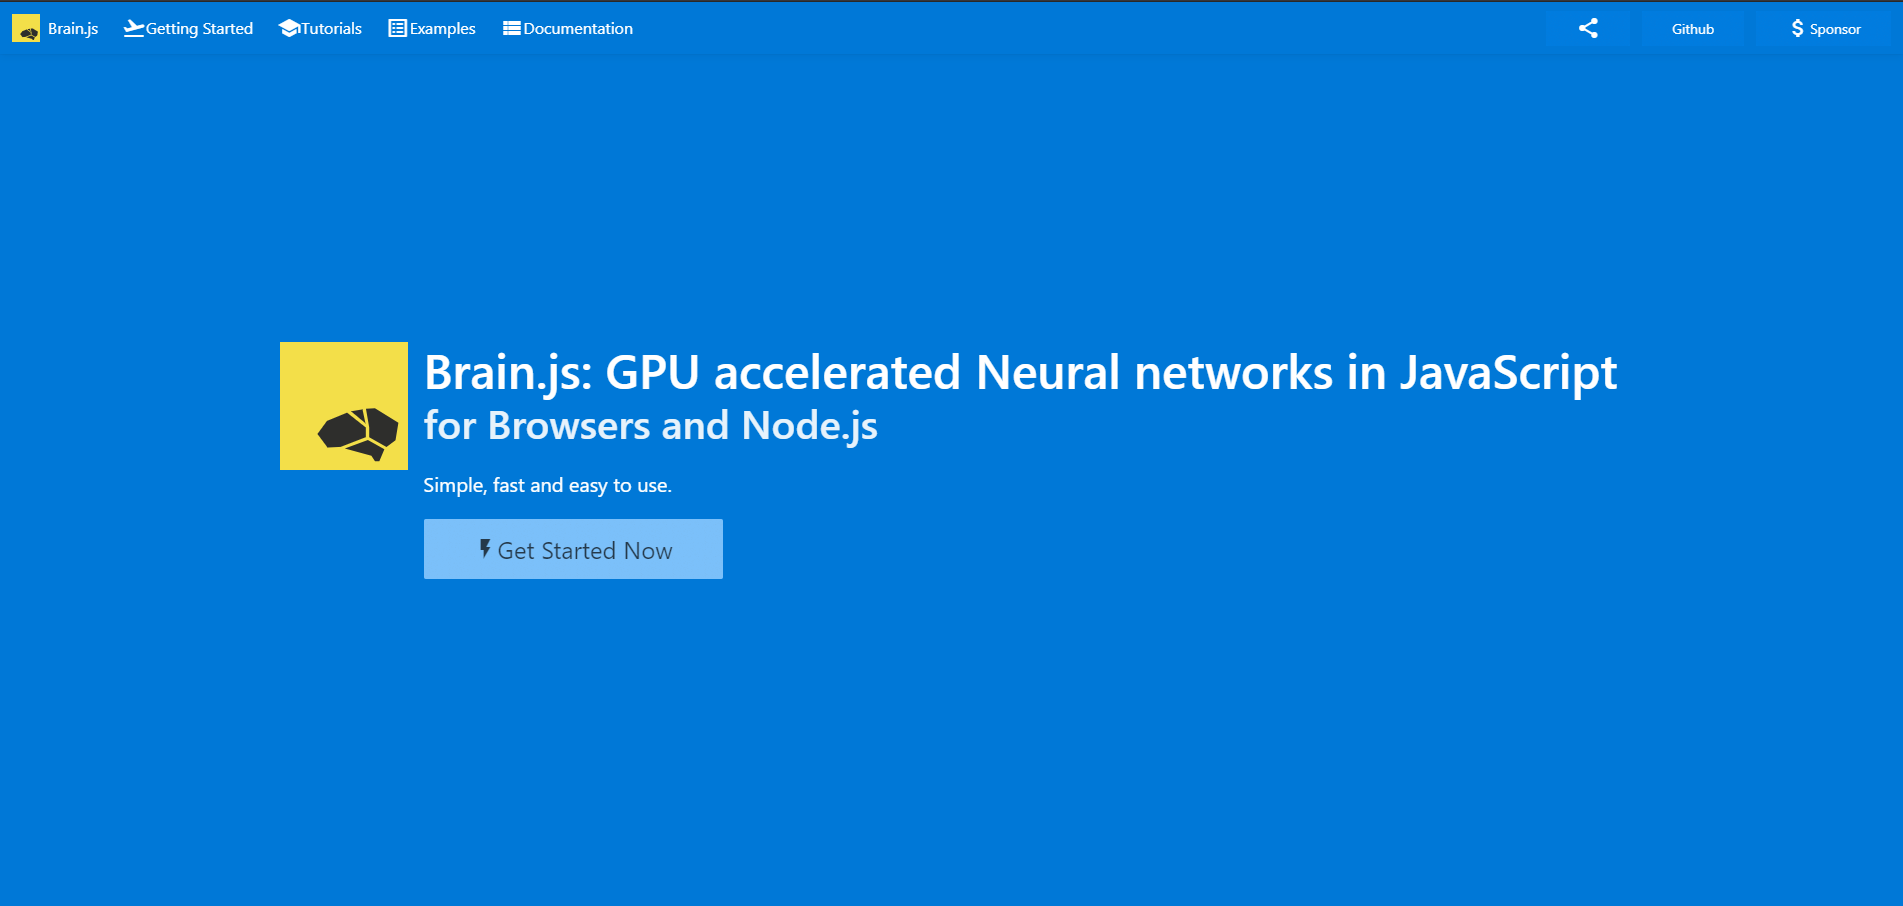 Brain.js Getting Started Tutorials Examples Documentation Github Sponsor
Brain.js: GPU accelerated Neural networks in JavaScript
for Browsers and Node.js
Simple, fast and easy to use.
Get Started Now